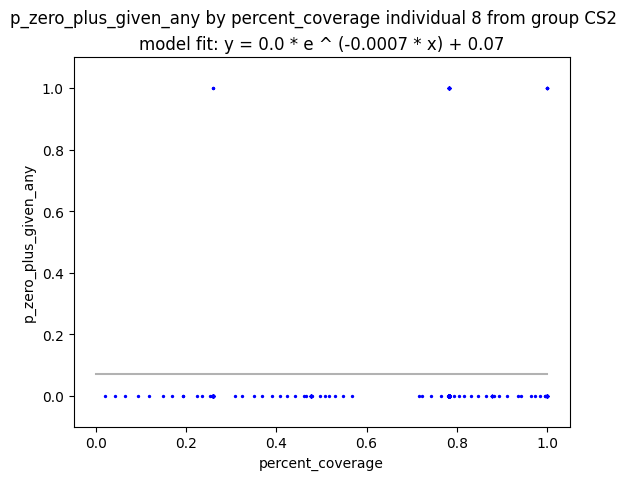 p_zero_plus_given_any by percent_coverage individual 8 from group CS2
model fit: y = 0.0 * e ^ (-0.0007 * x) + 0.07
1.0
0.8
0.6
0.4
0.2
0.0
p_zero_plus_given_any
0.0 0.2 0.4 0.6 0.8 1.0
percent_coverage